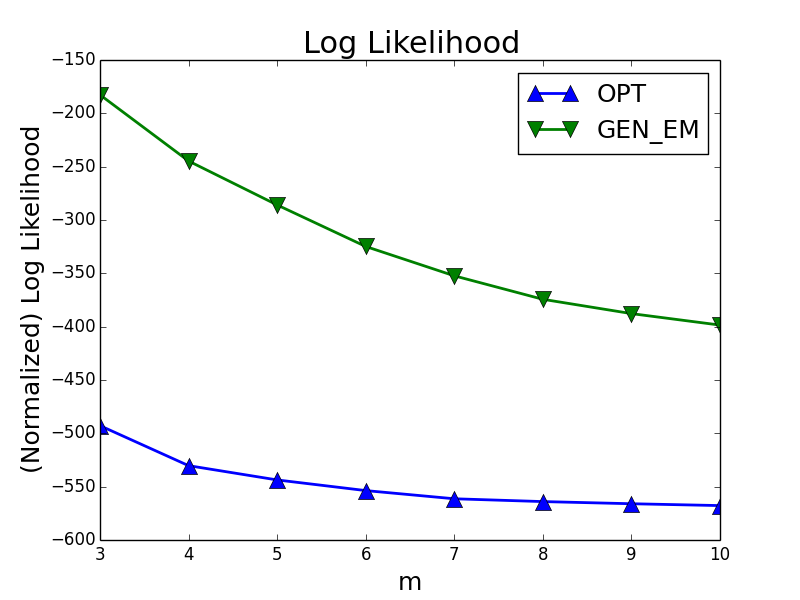 Log Likelihood
(Normalized) Log Likelihood
−150
−200
−250
−300
−350
−400
−450
−500
−550
−600
OPT
GEN_EM
3 4 5 6 7 8 9 10
m